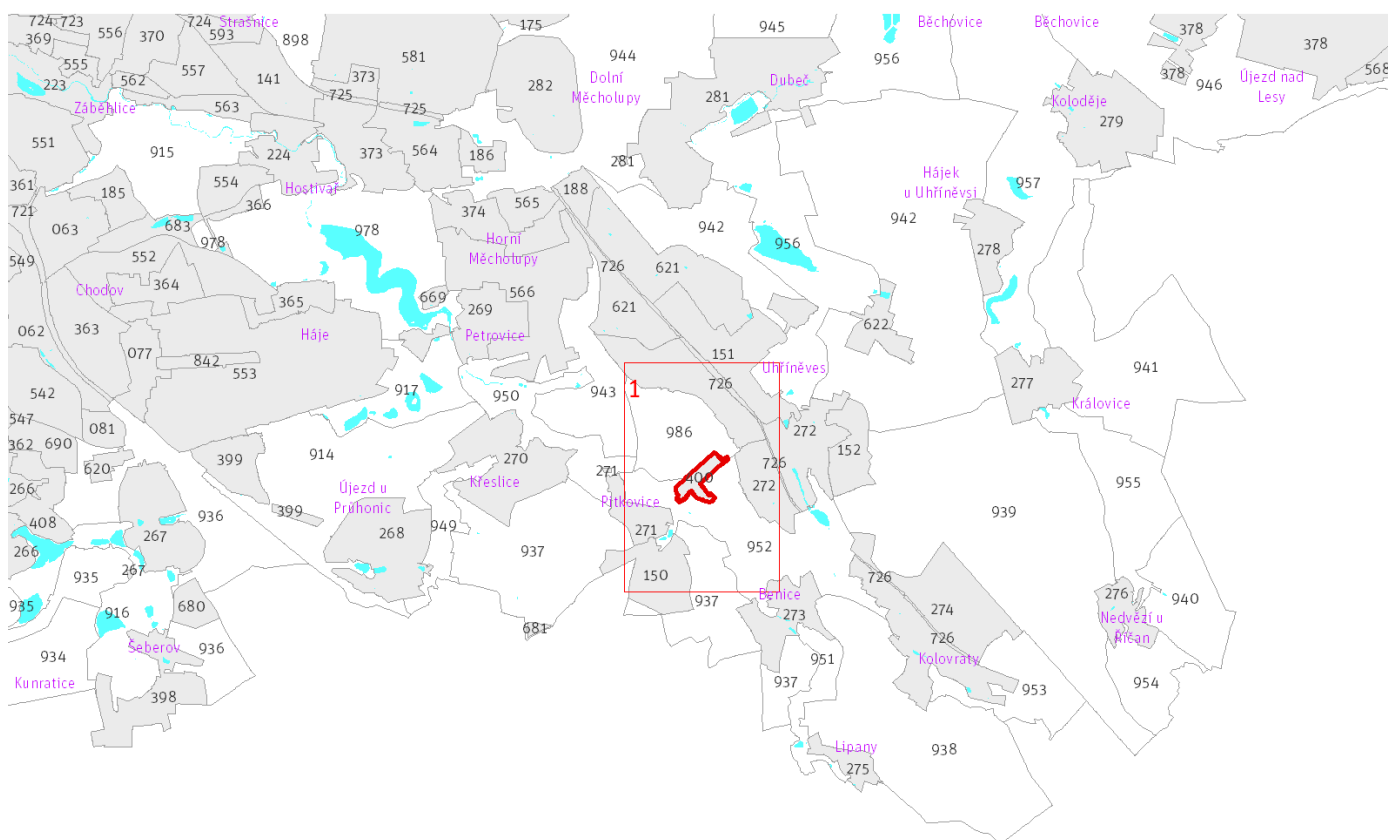 724 723 724 Strašnice 175 945 Běchovice Běchovice
369 556 370 593 898 581 944 956 378 378
555 557 141 373 282 Dolní Dubeč 946 Újezd nad 568
223 562 725 Měcholupy 281 378 Lesy
Záběhlice 563 725 Koloděje
551 915 224 373 564 186 281 279
361 185 554 Hostivař 188 Hájek 957
721 366 374 565 u Uhříněvsi
063 683 978 978 Horní 942 942
549 552 Měcholupy 726 621 956 278
Chodov 364 365 669 269 566
062 363 Háje Petrovice 621 622
077 842 151 Uhříněves
553 726 277 941
542 917 950 943 1 Královice
547 081 986 272
362 690 399 914 270 152
620 271 726 955
266 Újezd u Křeslice 400 272
408 936 399 Průhonic Pitkovice 939
266 267 268 949 271 952
267 937
935 150 726
935 916 680 937 Benice 274 276 940
273 Nedvězí u
Šeberov 936 681 726 Říčan
934 951 Kolovraty
Kunratice 398 937 953 954
938
Lipany
275